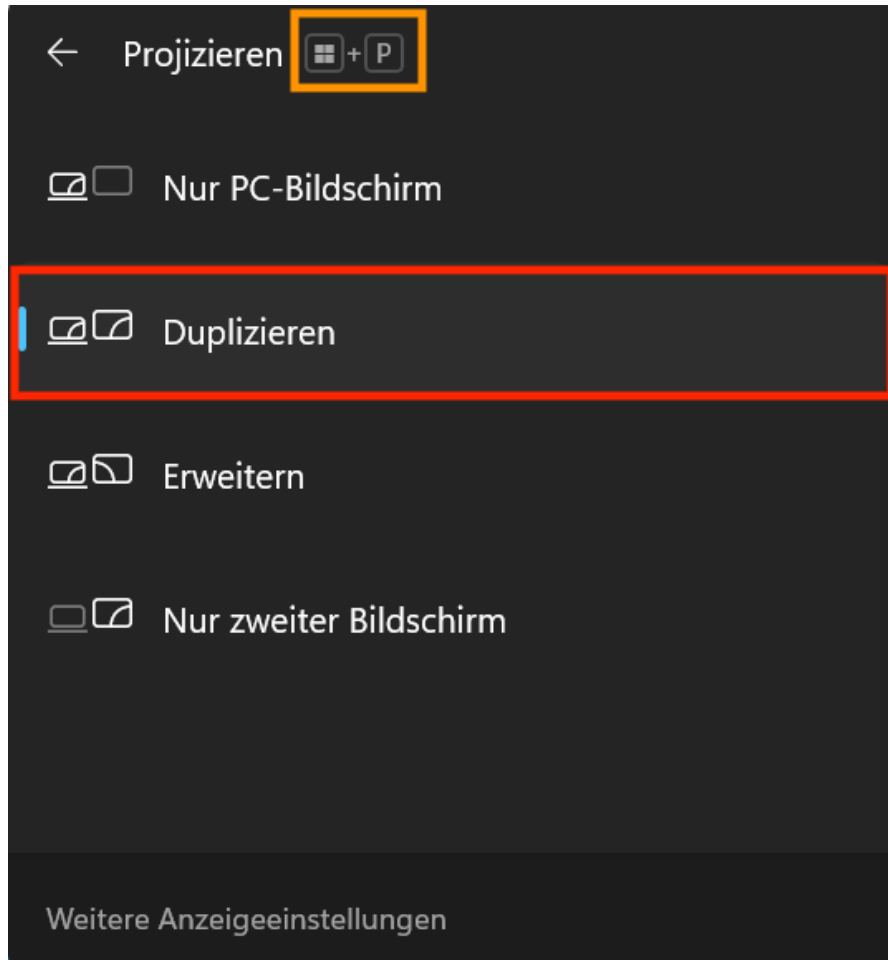 Projizieren +P
Nur PC-Bildschirm
Duplizieren
Erweitern
Nur zweiter Bildschirm
Weitere Anzeigeeinstellungen